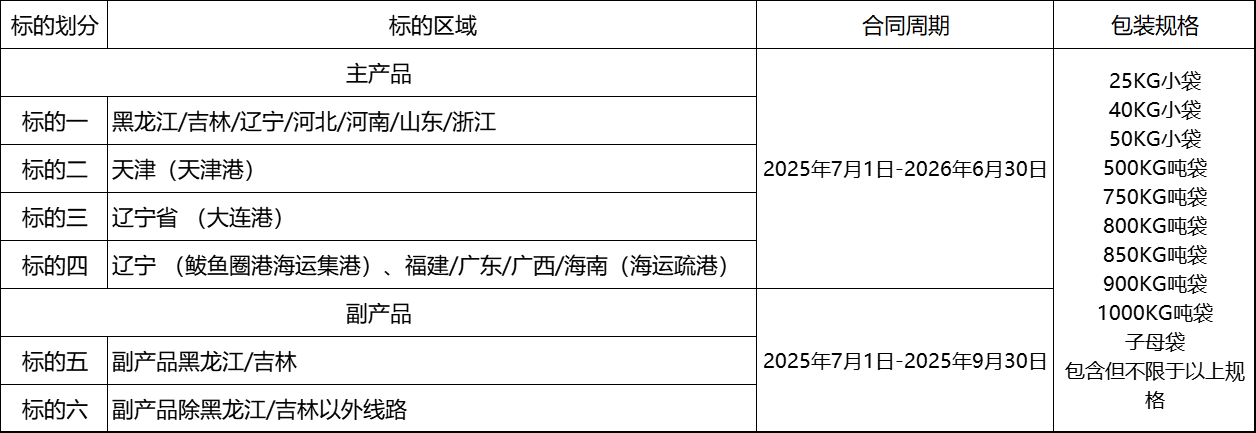 标的划分 标的区域 合同周期 包装规格
主产品
标的一 黑龙江/吉林/辽宁/河北/河南/山东/浙江
标的二 天津（天津港）
标的三 辽宁省 （大连港）
标的四 辽宁 （鲅鱼圈港海运集港）、福建/广东/广西/海南（海运疏港）
2025年7月1日-2026年6月30日
副产品
标的五 副产品黑龙江/吉林
标的六 副产品除黑龙江/吉林以外线路
2025年7月1日-2025年9月30日
25KG小袋
40KG小袋
50KG小袋
500KG吨袋
750KG吨袋
800KG吨袋
850KG吨袋
900KG吨袋
1000KG吨袋
子母袋
包含但不限于以上规
格